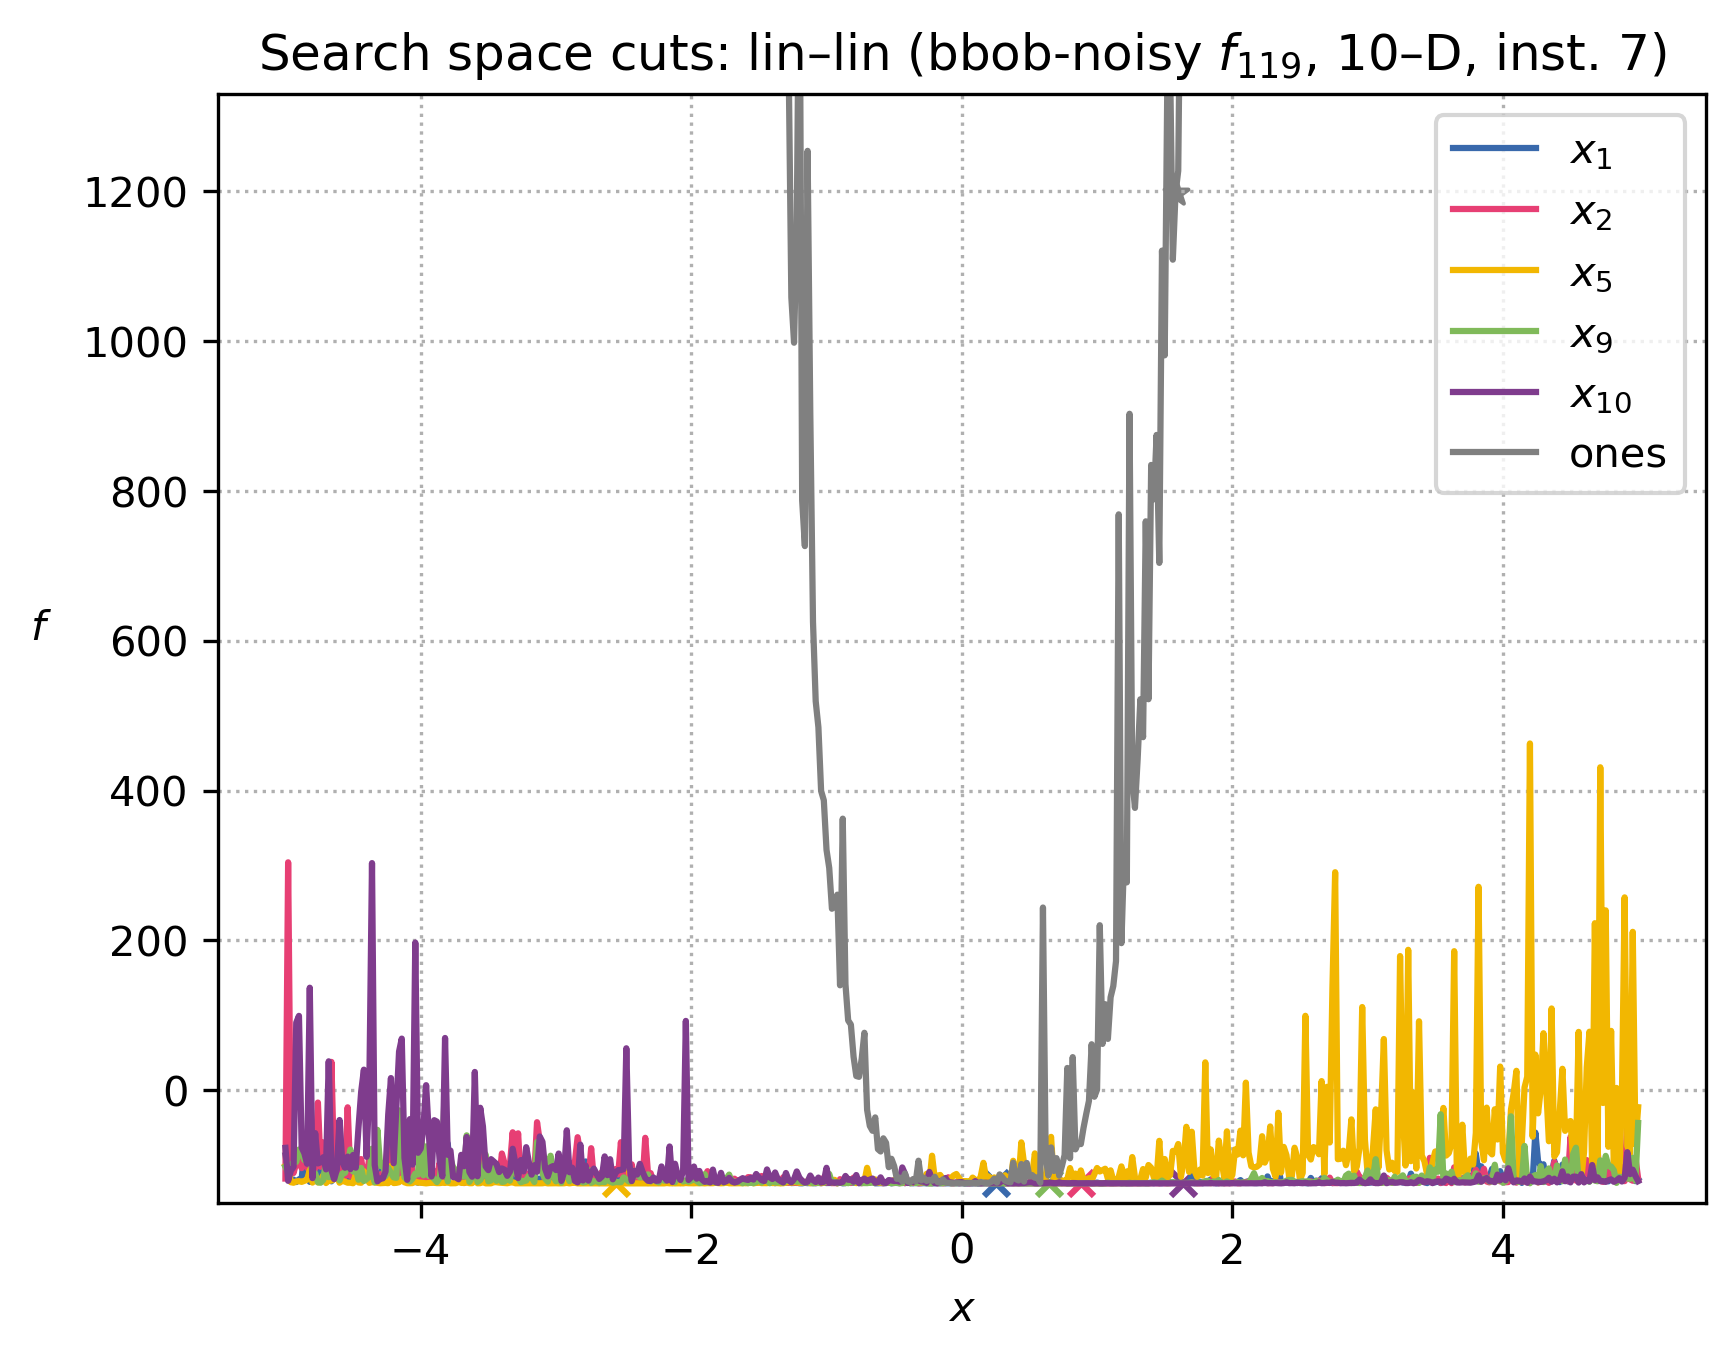 Search space cuts: lin–lin (bbob-noisy f₁₁₉, 10–D, inst. 7)
x₁
x₂
x₅
x₉
x₁₀
ones
1200
1000
800
600
400
200
0
f
−4
−2
0
2
4
x